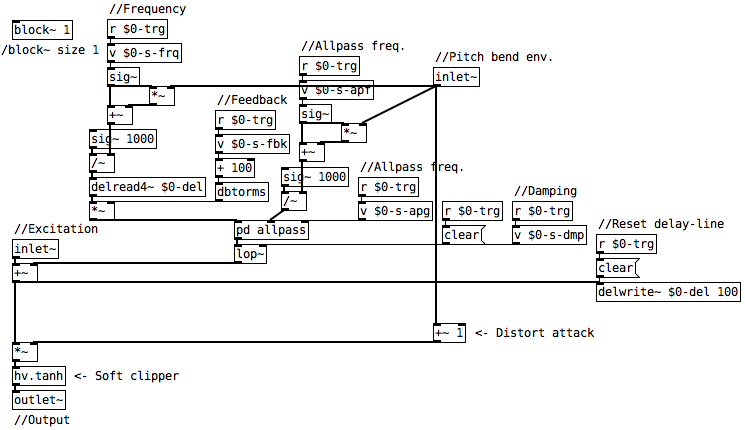 //Frequency
block~ 1
r $0-trg
//block~ size 1
v $0-s-frq
//Allpass freq.
//Pitch bend env.
r $0-trg
sig~
inlet~
*~
v $0-s-apf
//Feedback
+~
r $0-trg
sig~
*~
sig~ 1000
v $0-s-fbk
+~
/~
+ 100
//Allpass freq.
sig~ 1000
delread4~ $0-del
dbtorms
r $0-trg
//Damping
/~
*~
v $0-s-apg
r $0-trg
r $0-trg
//Excitation
pd allpass
clear
v $0-s-dmp
//Reset delay-line
inlet~
lop~
r $0-trg
+~
clear
delwrite~ $0-del 100
+~ 1
<- Distort attack
*~
hv.tanh
<- Soft clipper
outlet~
//Output